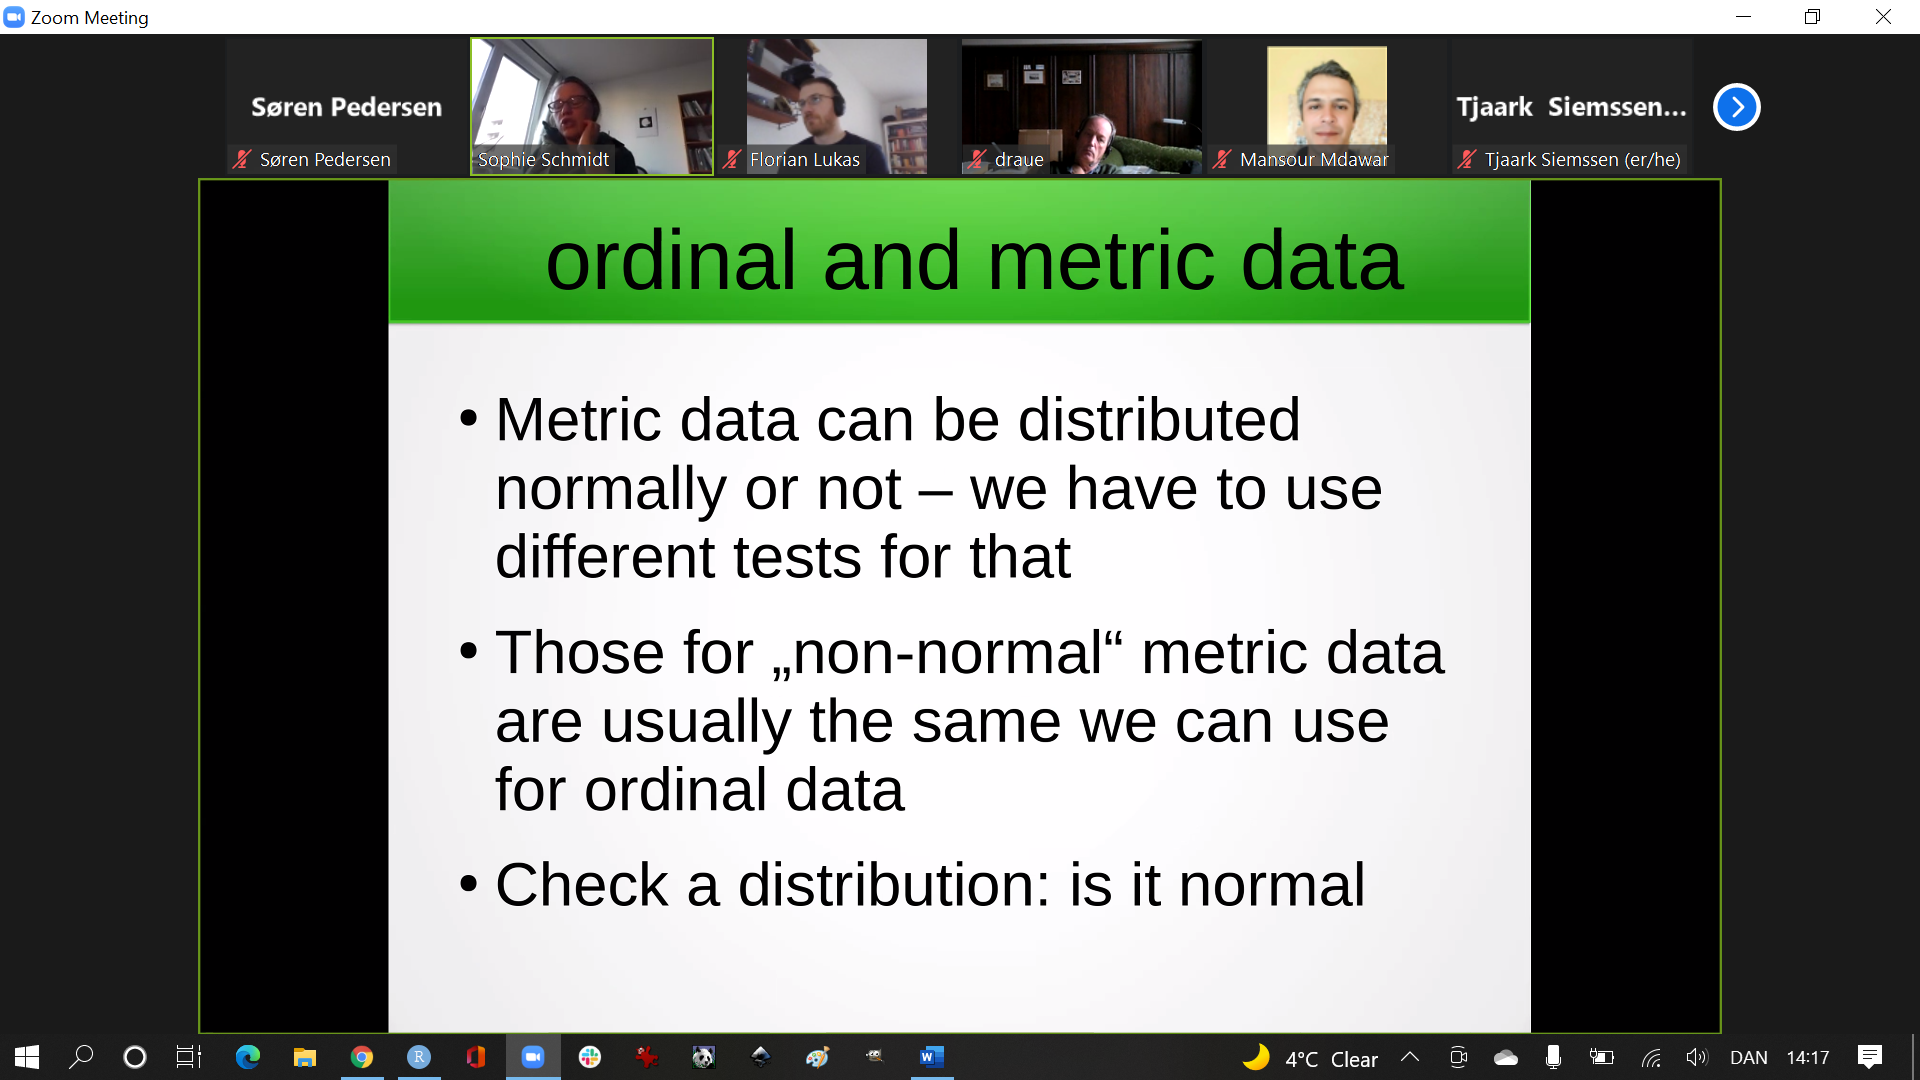 Zoom Meeting
Søren Pedersen
Tjaark Siemssen...
Søren Pedersen
Sophie Schmidt
Florian Lukas
draue
Mansour Mdawar
Tjaark Siemssen (er/he)
ordinal and metric data
• Metric data can be distributed
normally or not – we have to use
different tests for that
• Those for „non-normal“ metric data
are usually the same we can use
for ordinal data
• Check a distribution: is it normal
R
W
4°C Clear
DAN
14:17